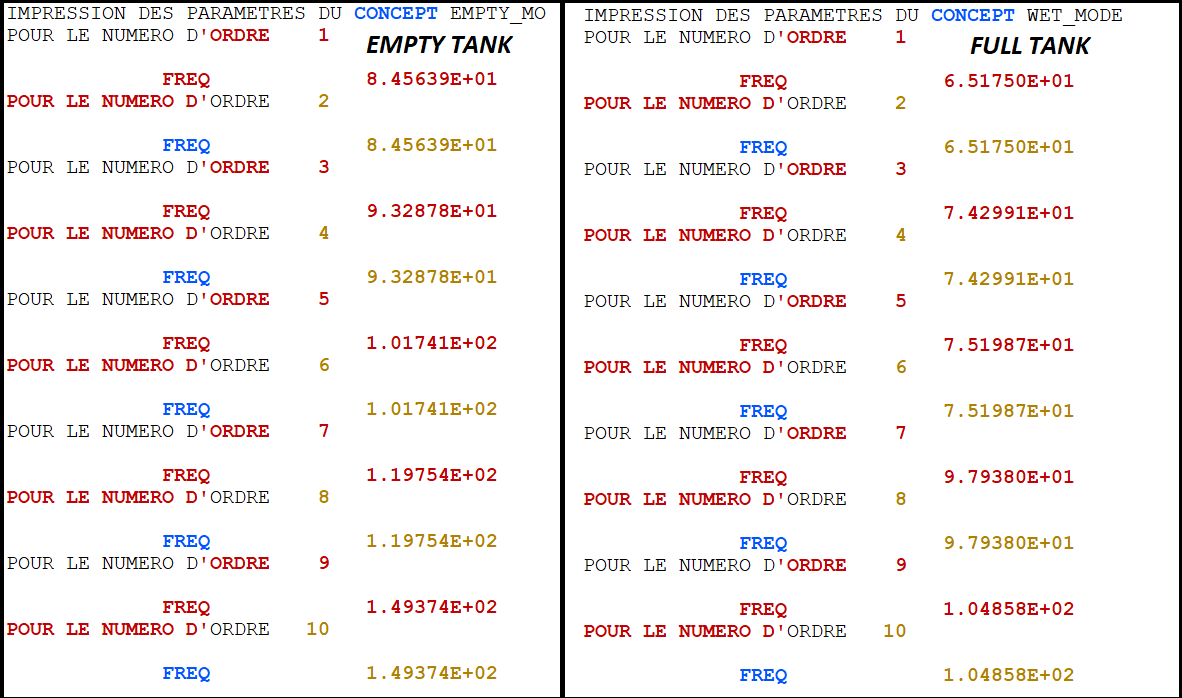 IMPRESSION DES PARAMETRES DU CONCEPT EMPTY_MO
POUR LE NUMERO D'ORDRE 1
EMPTY TANK
FREQ 8.45639E+01
POUR LE NUMERO D'ORDRE 2
FREQ 8.45639E+01
POUR LE NUMERO D'ORDRE 3
FREQ 9.32878E+01
POUR LE NUMERO D'ORDRE 4
FREQ 9.32878E+01
POUR LE NUMERO D'ORDRE 5
FREQ 1.01741E+02
POUR LE NUMERO D'ORDRE 6
FREQ 1.01741E+02
POUR LE NUMERO D'ORDRE 7
FREQ 1.19754E+02
POUR LE NUMERO D'ORDRE 8
FREQ 1.19754E+02
POUR LE NUMERO D'ORDRE 9
FREQ 1.49374E+02
POUR LE NUMERO D'ORDRE 10
FREQ 1.49374E+02
IMPRESSION DES PARAMETRES DU CONCEPT WET_MODE
POUR LE NUMERO D'ORDRE 1
FULL TANK
FREQ 6.51750E+01
POUR LE NUMERO D'ORDRE 2
FREQ 6.51750E+01
POUR LE NUMERO D'ORDRE 3
FREQ 7.42991E+01
POUR LE NUMERO D'ORDRE 4
FREQ 7.42991E+01
POUR LE NUMERO D'ORDRE 5
FREQ 7.51987E+01
POUR LE NUMERO D'ORDRE 6
FREQ 7.51987E+01
POUR LE NUMERO D'ORDRE 7
FREQ 9.79380E+01
POUR LE NUMERO D'ORDRE 8
FREQ 9.79380E+01
POUR LE NUMERO D'ORDRE 9
FREQ 1.04858E+02
POUR LE NUMERO D'ORDRE 10
FREQ 1.04858E+02